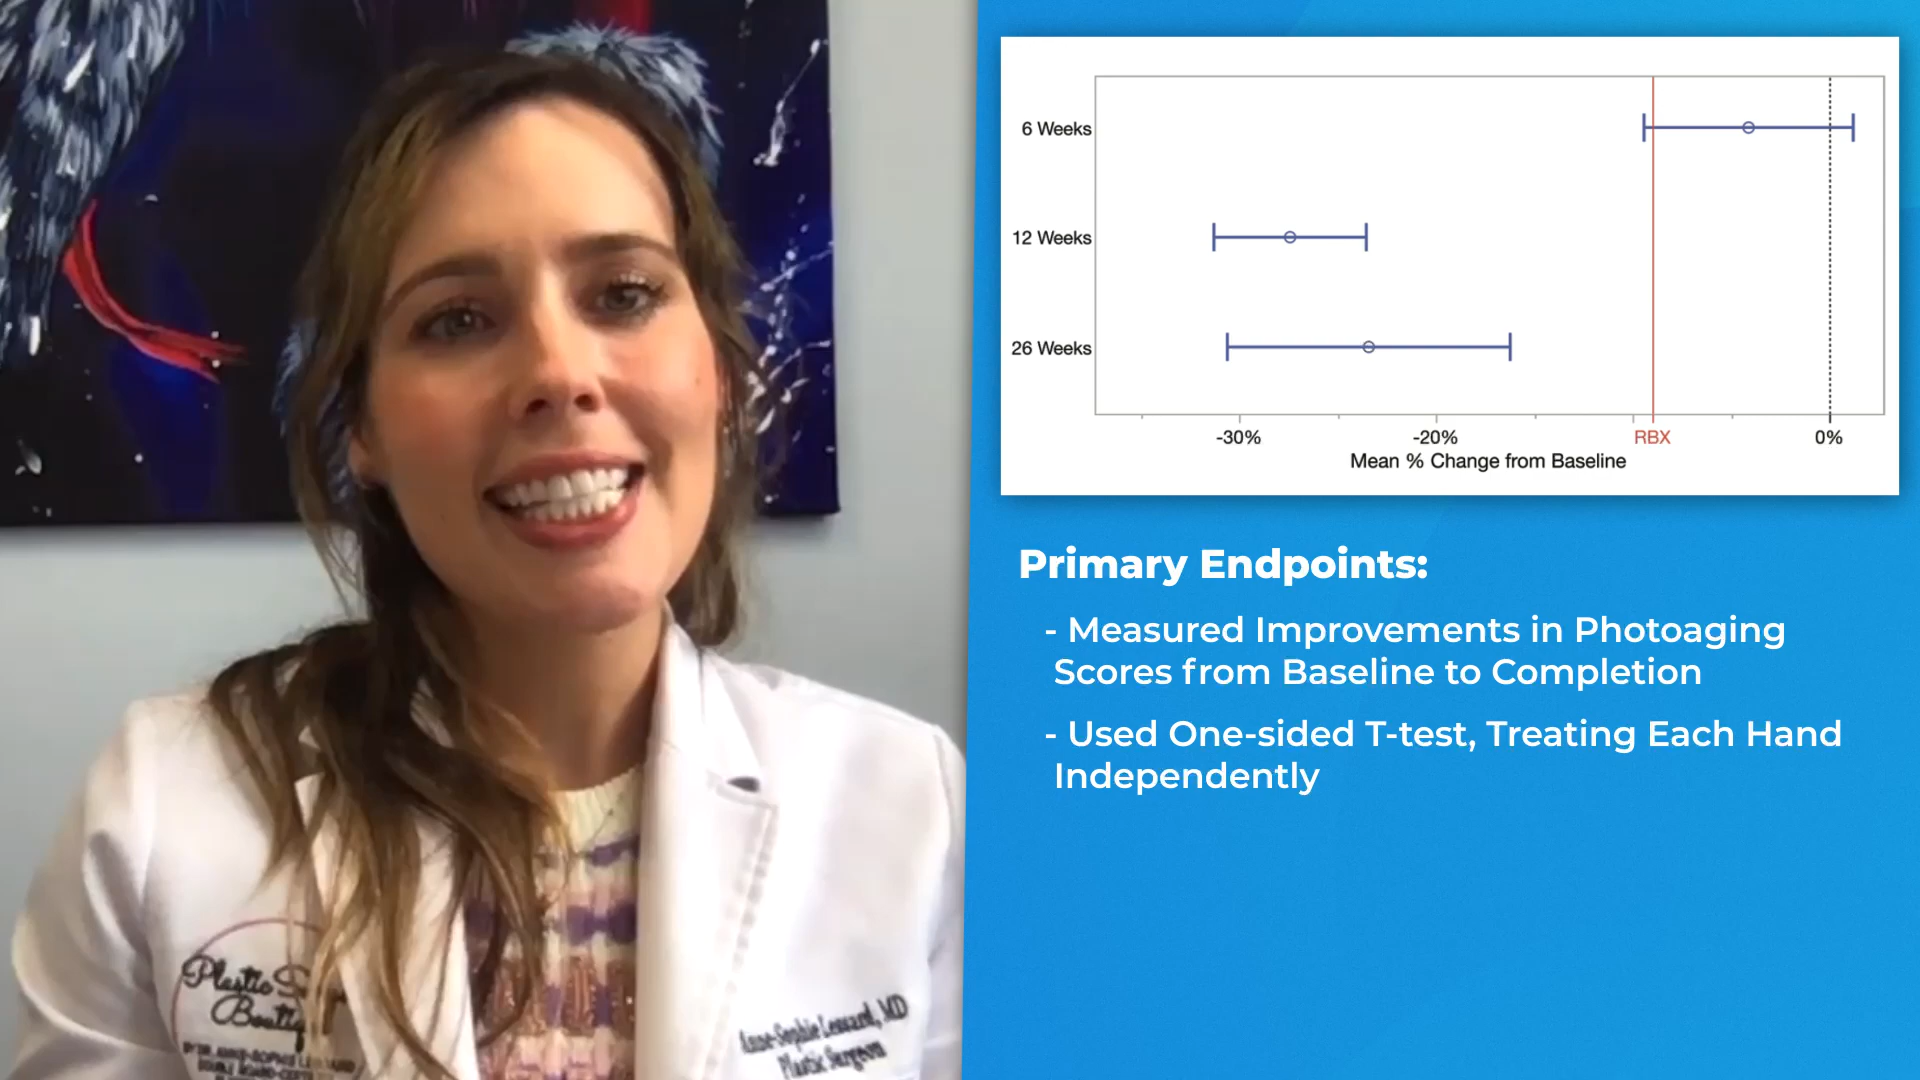 6 Weeks
12 Weeks
26 Weeks
-30%
-20%
RBX
0%
Mean % Change from Baseline
Primary Endpoints:
- Measured Improvements in Photoaging
Scores from Baseline to Completion
- Used One-sided T-test, Treating Each Hand
Independently
Plastic
MD
Plastic Surgeon